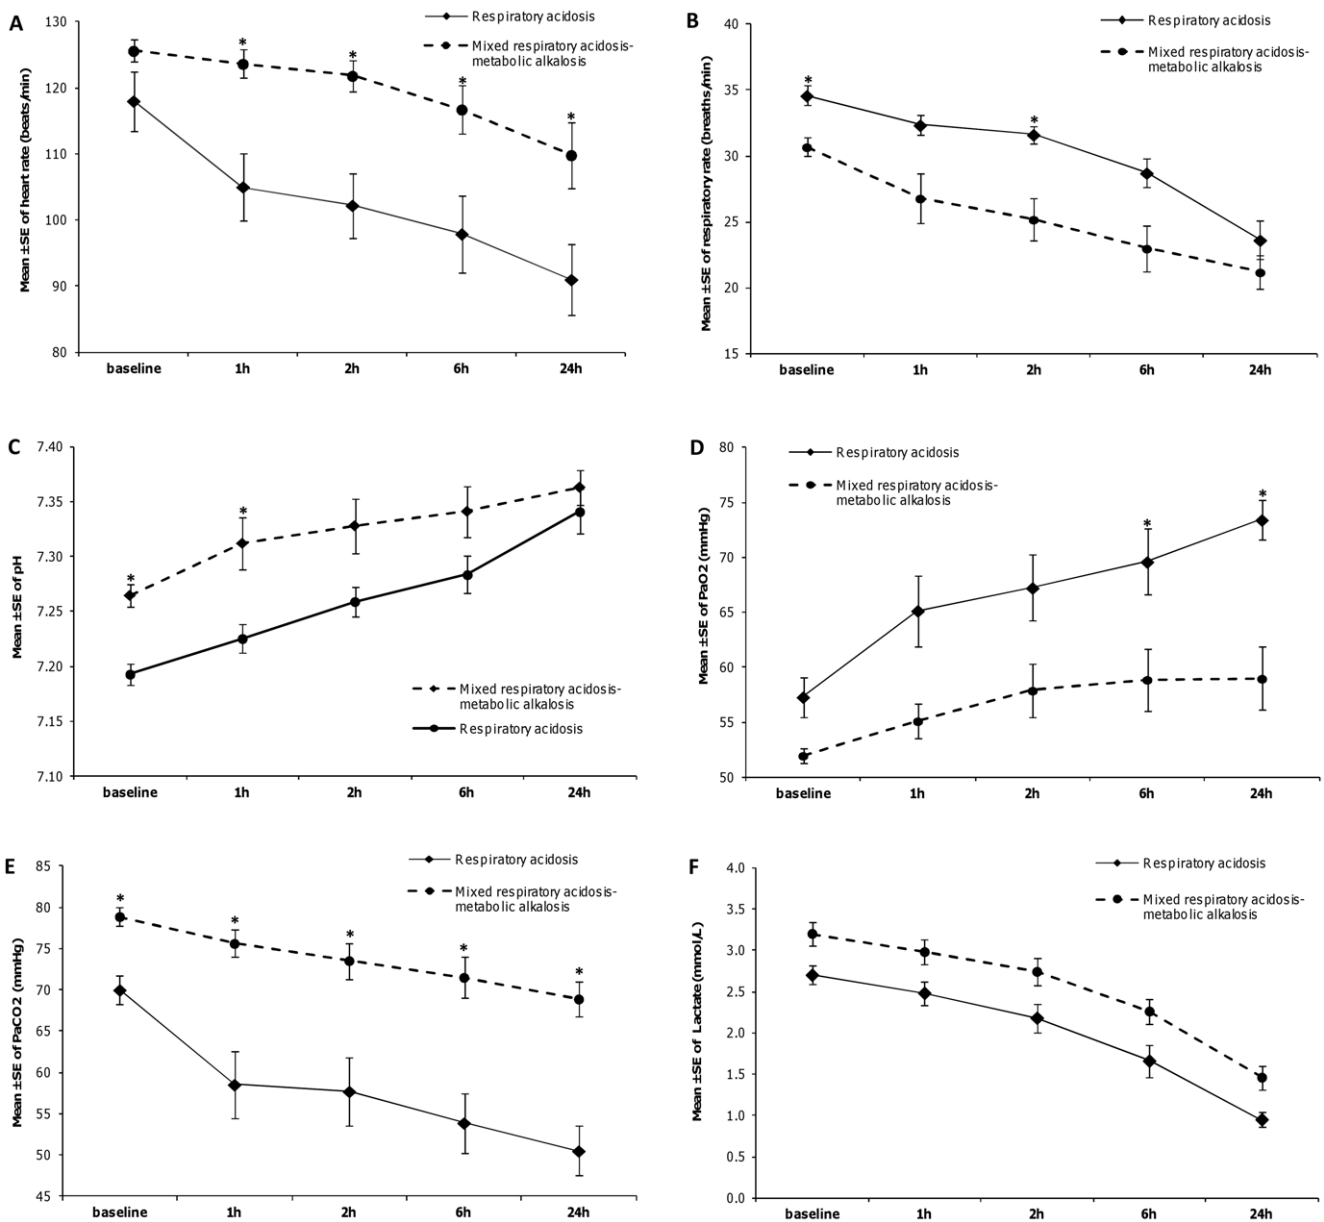 A
Respiratory acidosis
Mixed respiratory acidosis-
metabolic alkalosis
Mean ±SE of heart rate (beats/min)
130
120
110
100
90
80
*
*
*
*
baseline 1h 2h 6h 24h
B
Respiratory acidosis
Mixed respiratory acidosis-
metabolic alkalosis
Mean ±SE of respiratory rate (breaths/min)
40
35
30
25
20
15
*
*
baseline 1h 2h 6h 24h
C
Mean ±SE of pH
7.40
7.35
7.30
7.25
7.20
7.15
7.10
*
*
Mixed respiratory acidosis-
metabolic alkalosis
Respiratory acidosis
baseline 1h 2h 6h 24h
D
Respiratory acidosis
Mixed respiratory acidosis-
metabolic alkalosis
Mean ±SE of PaO2 (mmHg)
80
75
70
65
60
55
50
*
*
baseline 1h 2h 6h 24h
E
Respiratory acidosis
Mixed respiratory acidosis-
metabolic alkalosis
Mean ±SE of PaCO2 (mmHg)
85
80
75
70
65
60
55
50
45
*
*
*
*
*
baseline 1h 2h 6h 24h
F
Respiratory acidosis
Mixed respiratory acidosis-
metabolic alkalosis
Mean ±SE of Lactate (mmol/L)
4.0
3.5
3.0
2.5
2.0
1.5
1.0
0.5
0.0
baseline 1h 2h 6h 24h